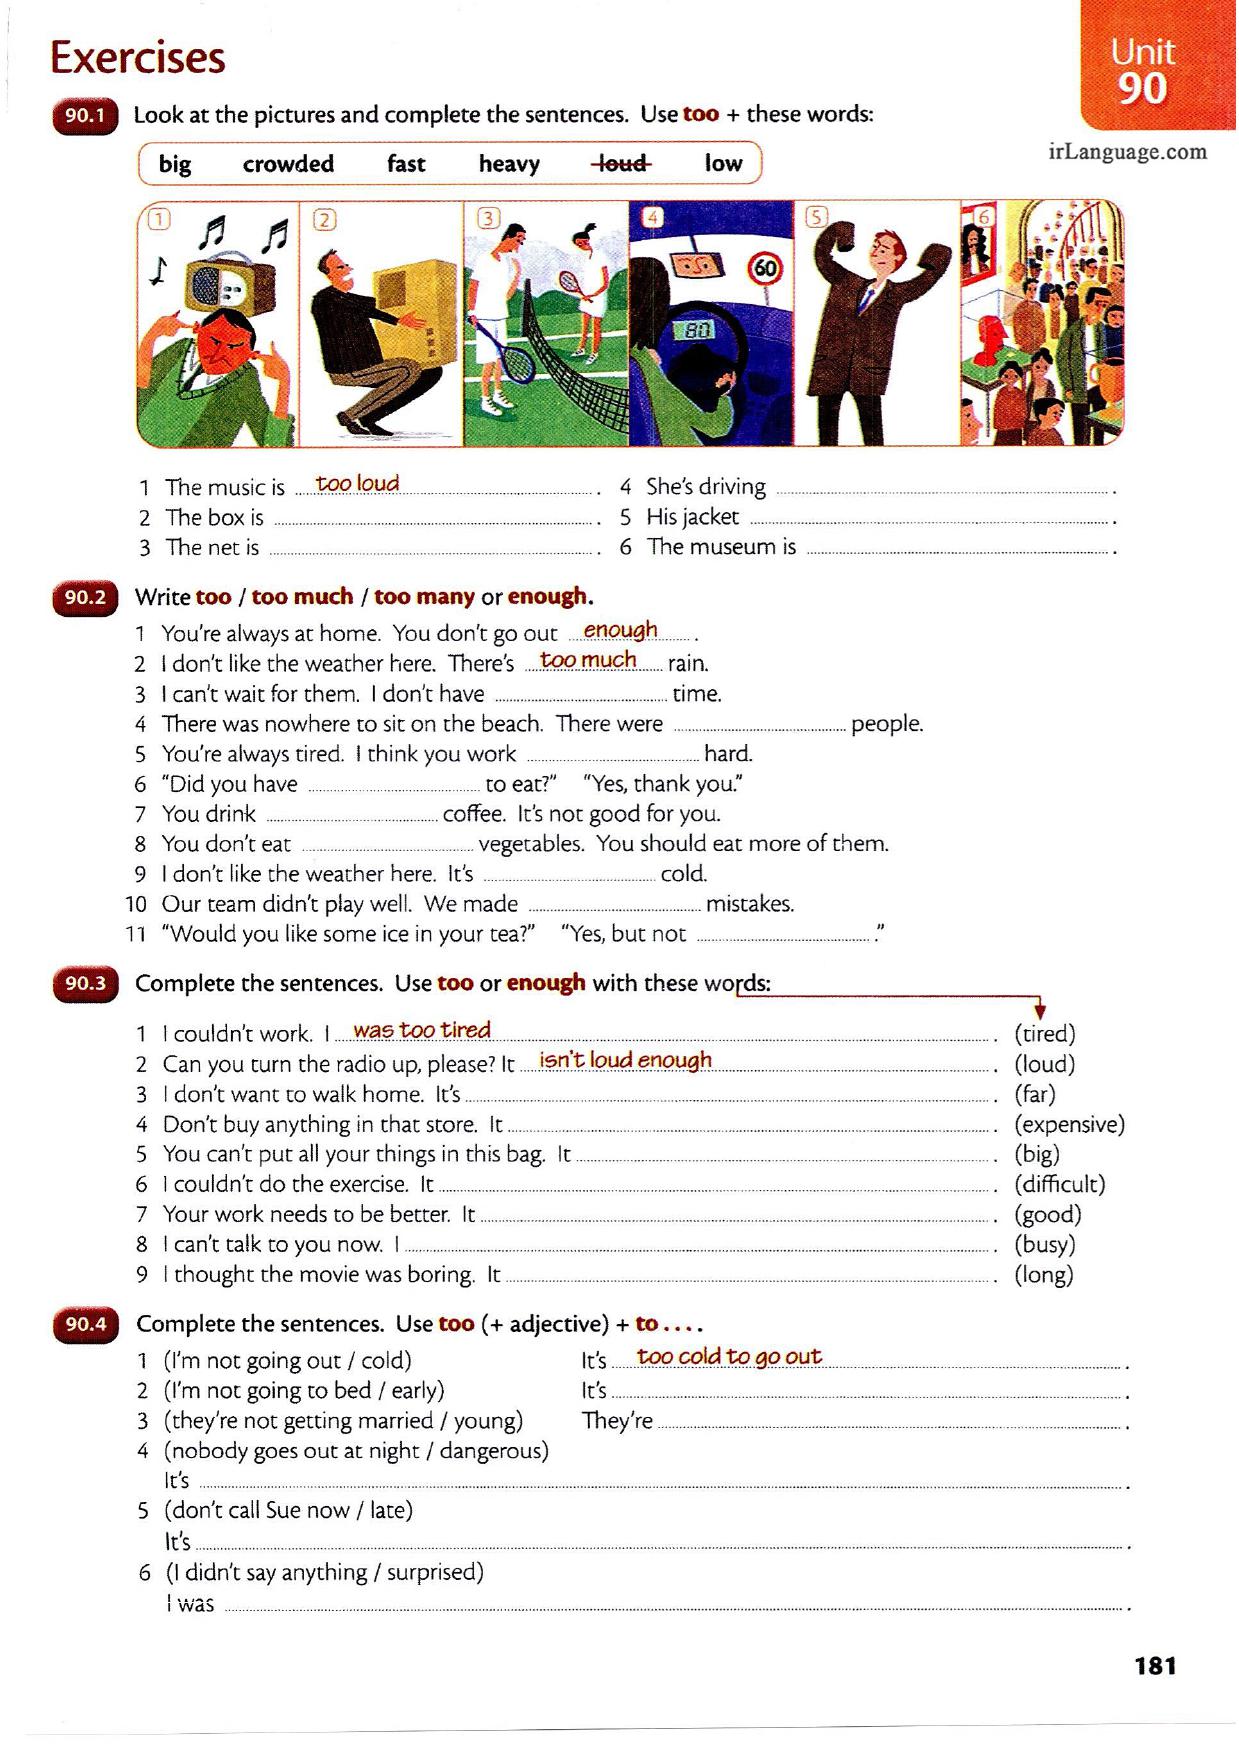 Exercises
Unit
90
irLanguage.com
90.1 Look at the pictures and complete the sentences. Use too + these words:
big crowded fast heavy loud low
1 2 3 4 5 6
60
80
1 The music is too loud . 4 She's driving .
2 The box is . 5 His jacket .
3 The net is . 6 The museum is .
90.2 Write too / too much / too many or enough.
1 You're always at home. You don't go out enough .
2 I don't like the weather here. There's too much rain.
3 I can't wait for them. I don't have time.
4 There was nowhere to sit on the beach. There were people.
5 You're always tired. I think you work hard.
6 "Did you have to eat?" "Yes, thank you."
7 You drink coffee. It's not good for you.
8 You don't eat vegetables. You should eat more of them.
9 I don't like the weather here. It's cold.
10 Our team didn't play well. We made mistakes.
11 "Would you like some ice in your tea?" "Yes, but not ."
90.3 Complete the sentences. Use too or enough with these words:
1 I couldn't work. I was too tired . (tired)
2 Can you turn the radio up, please? It isn't loud enough . (loud)
3 I don't want to walk home. It's . (far)
4 Don't buy anything in that store. It . (expensive)
5 You can't put all your things in this bag. It . (big)
6 I couldn't do the exercise. It . (difficult)
7 Your work needs to be better. It . (good)
8 I can't talk to you now. I . (busy)
9 I thought the movie was boring. It . (long)
90.4 Complete the sentences. Use too (+ adjective) + to ....
1 (I'm not going out / cold) It's too cold to go out .
2 (I'm not going to bed / early) It's .
3 (they're not getting married / young) They're .
4 (nobody goes out at night / dangerous)
It's .
5 (don't call Sue now / late)
It's .
6 (I didn't say anything / surprised)
I was .
181